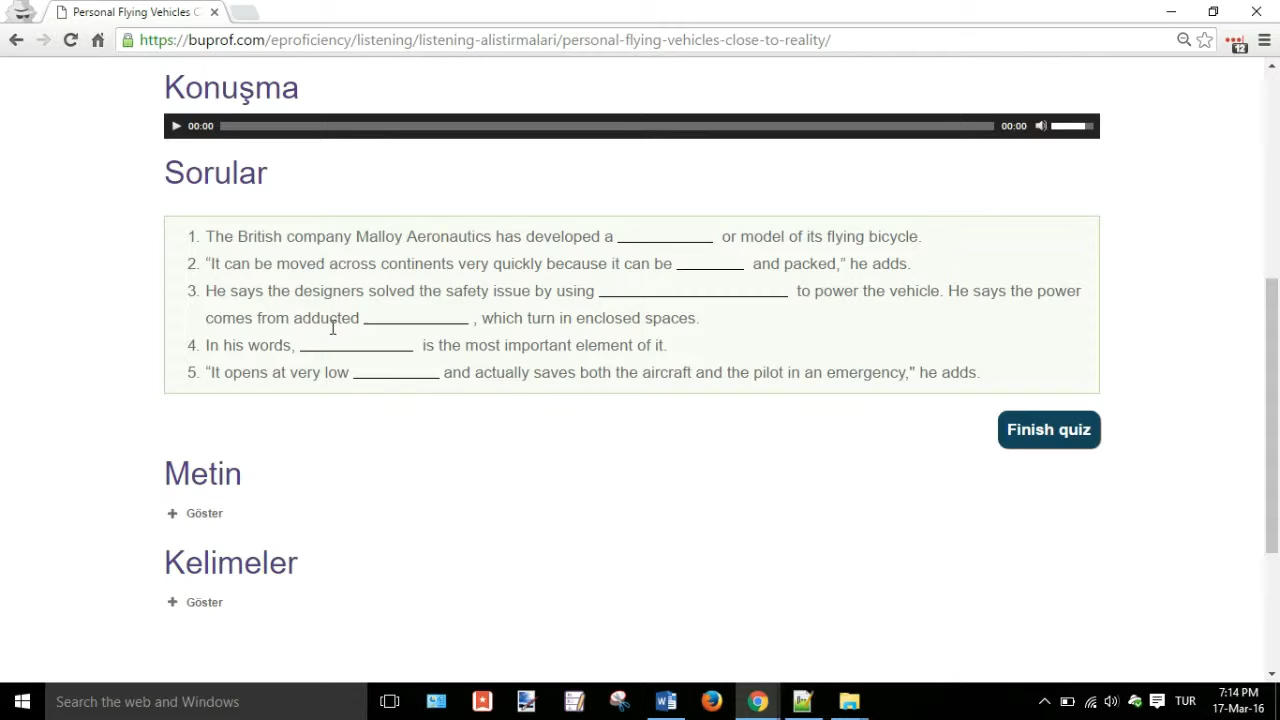 Personal Flying Vehicles C
https://buprof.com/eproficiency/listening/listening-alistirmalari/personal-flying-vehicles-close-to-reality/
12
Konuşma
00:00
00:00
Sorular
1. The British company Malloy Aeronautics has developed a ___________ or model of its flying bicycle.
2. “It can be moved across continents very quickly because it can be ________ and packed,” he adds.
3. He says the designers solved the safety issue by using ______________________ to power the vehicle. He says the power
comes from adducted ____________ , which turn in enclosed spaces.
4. In his words, _____________ is the most important element of it.
5. “It opens at very low __________ and actually saves both the aircraft and the pilot in an emergency," he adds.
Finish quiz
Metin
+ Göster
Kelimeler
+ Göster
Search the web and Windows
TUR
7:14 PM
17-Mar-16